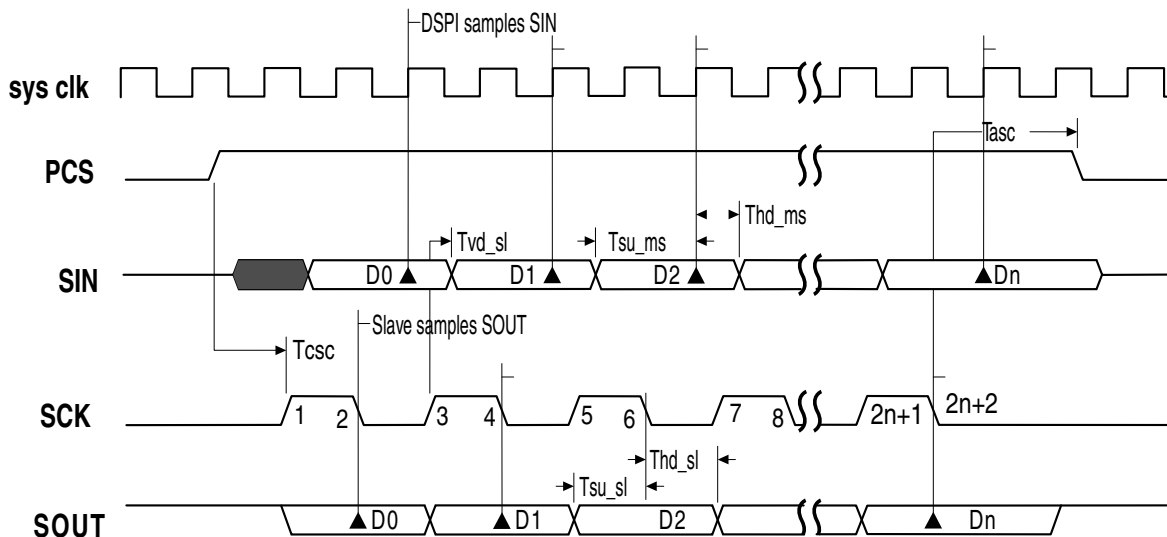 DSPI samples SIN
sys clk
Tasc
PCS
Thd_ms
Tvd_sl
Tsu_ms
SIN
D0
D1
D2
Dn
Slave samples SOUT
Tcsc
SCK
1
2
3
4
5
6
7
8
2n+1
2n+2
Thd_sl
Tsu_sl
SOUT
D0
D1
D2
Dn